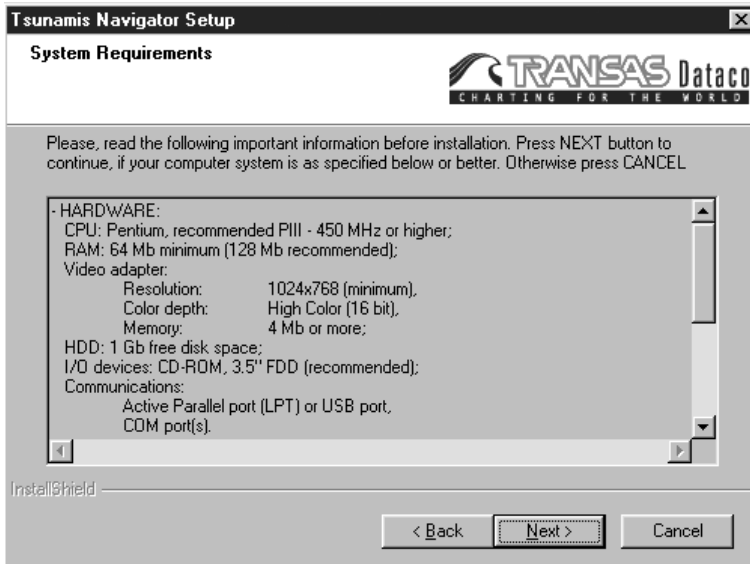 Tsunamis Navigator Setup
System Requirements
TRANSAS Dataco
CHARTING FOR THE WORLD
Please, read the following important information before installation. Press NEXT button to
continue, if your computer system is as specified below or better. Otherwise press CANCEL
- HARDWARE:
CPU: Pentium, recommended PIII - 450 MHz or higher;
RAM: 64 Mb minimum (128 Mb recommended);
Video adapter:
Resolution: 1024x768 (minimum),
Color depth: High Color (16 bit),
Memory: 4 Mb or more;
HDD: 1 Gb free disk space;
I/O devices: CD-ROM, 3.5" FDD (recommended);
Communications:
Active Parallel port (LPT) or USB port,
COM port(s).
InstallShield
< Back Next > Cancel